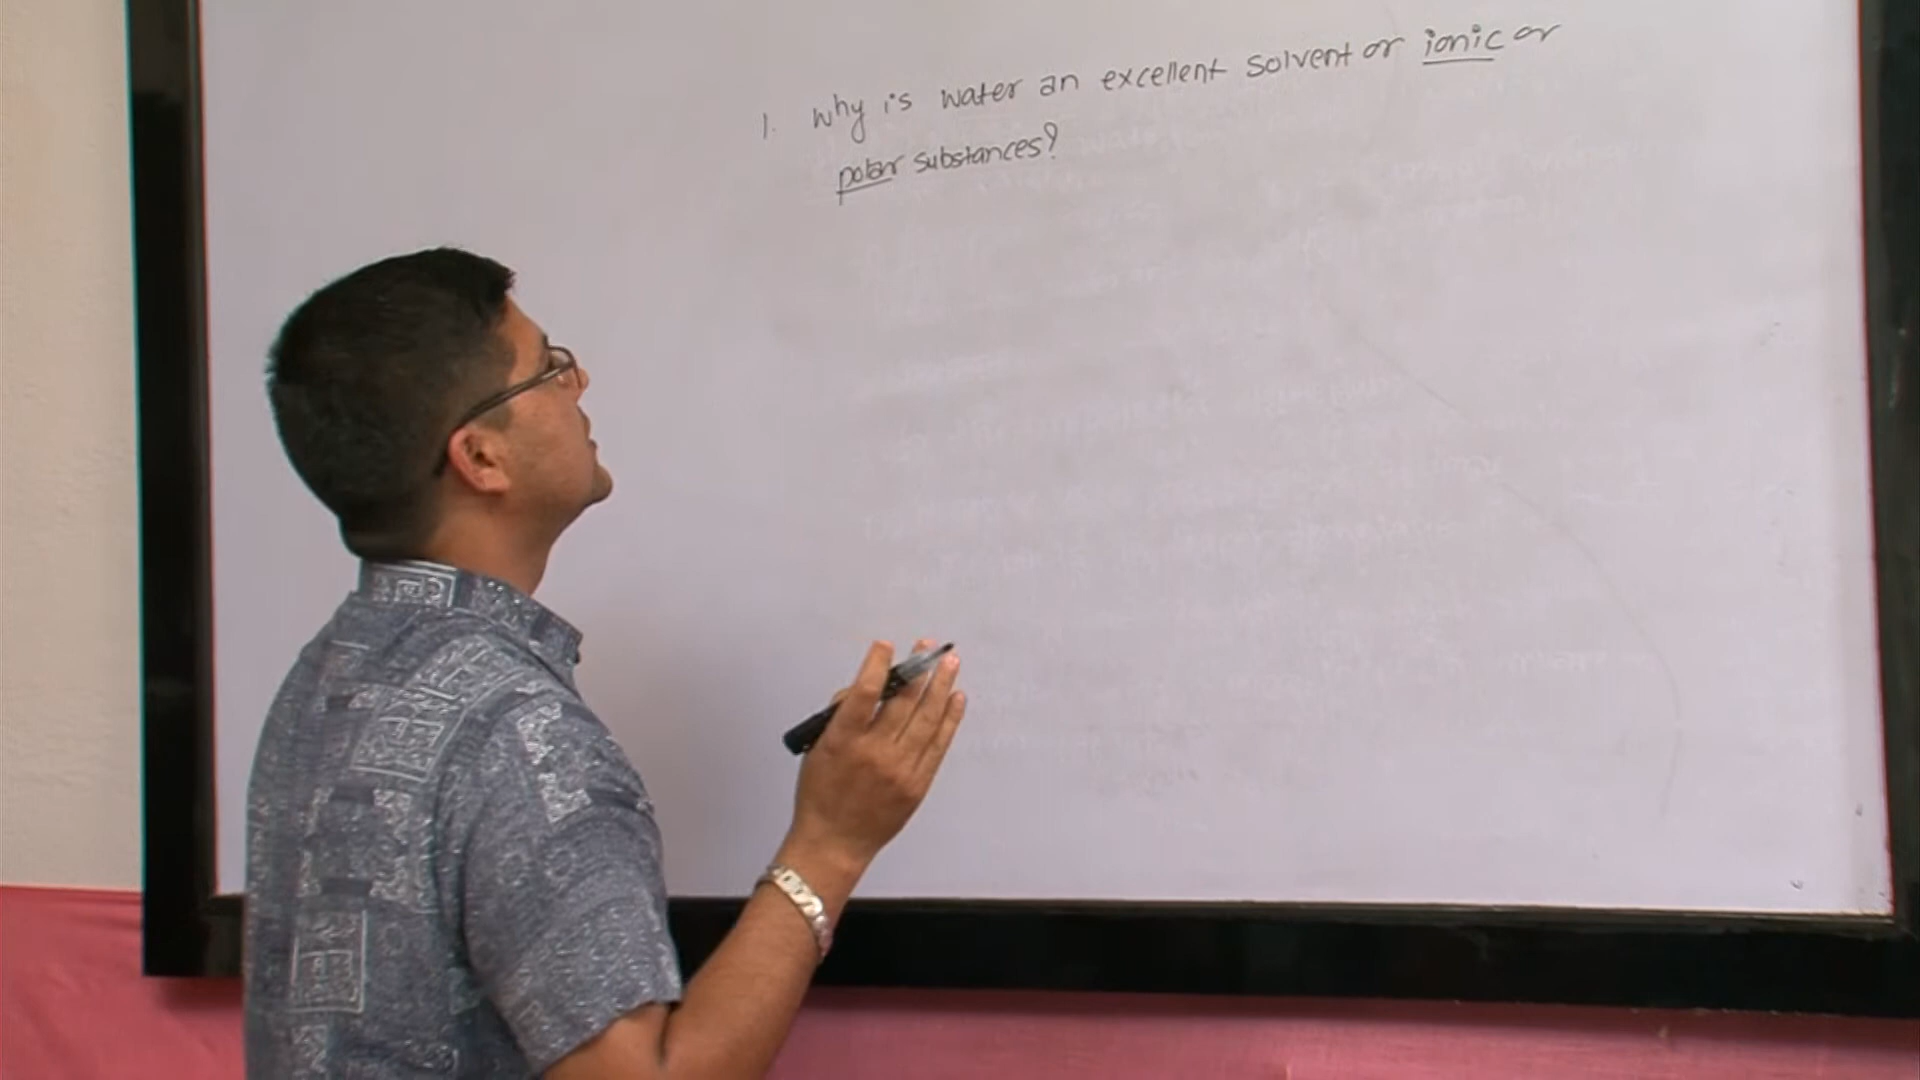 1. Why is water an excellent solvent or ionic or
polar substances?